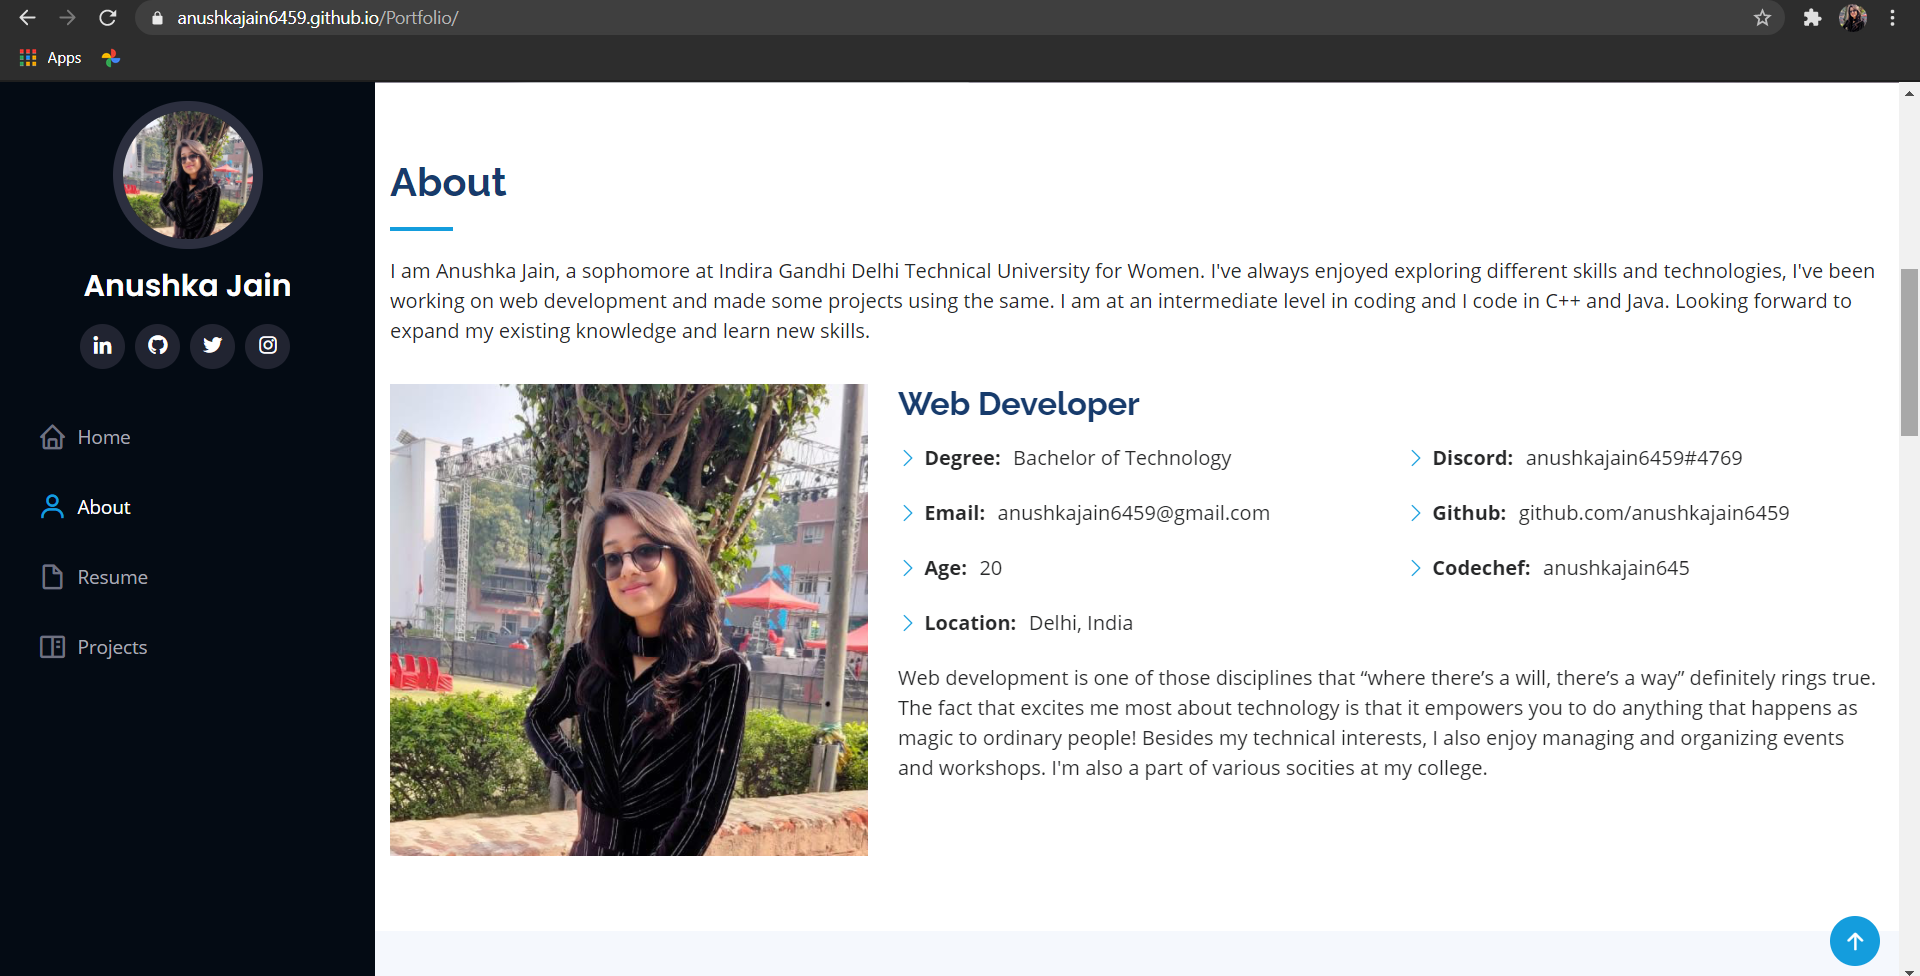 anushkajain6459.github.io/Portfolio/
Apps
Anushka Jain
Home
About
Resume
Projects
About
I am Anushka Jain, a sophomore at Indira Gandhi Delhi Technical University for Women. I've always enjoyed exploring different skills and technologies, I've been
working on web development and made some projects using the same. I am at an intermediate level in coding and I code in C++ and Java. Looking forward to
expand my existing knowledge and learn new skills.
Web Developer
Degree: Bachelor of Technology
Email: anushkajain6459@gmail.com
Age: 20
Location: Delhi, India
Discord: anushkajain6459#4769
Github: github.com/anushkajain6459
Codechef: anushkajain645
Web development is one of those disciplines that “where there’s a will, there’s a way” definitely rings true.
The fact that excites me most about technology is that it empowers you to do anything that happens as
magic to ordinary people! Besides my technical interests, I also enjoy managing and organizing events
and workshops. I'm also a part of various socities at my college.